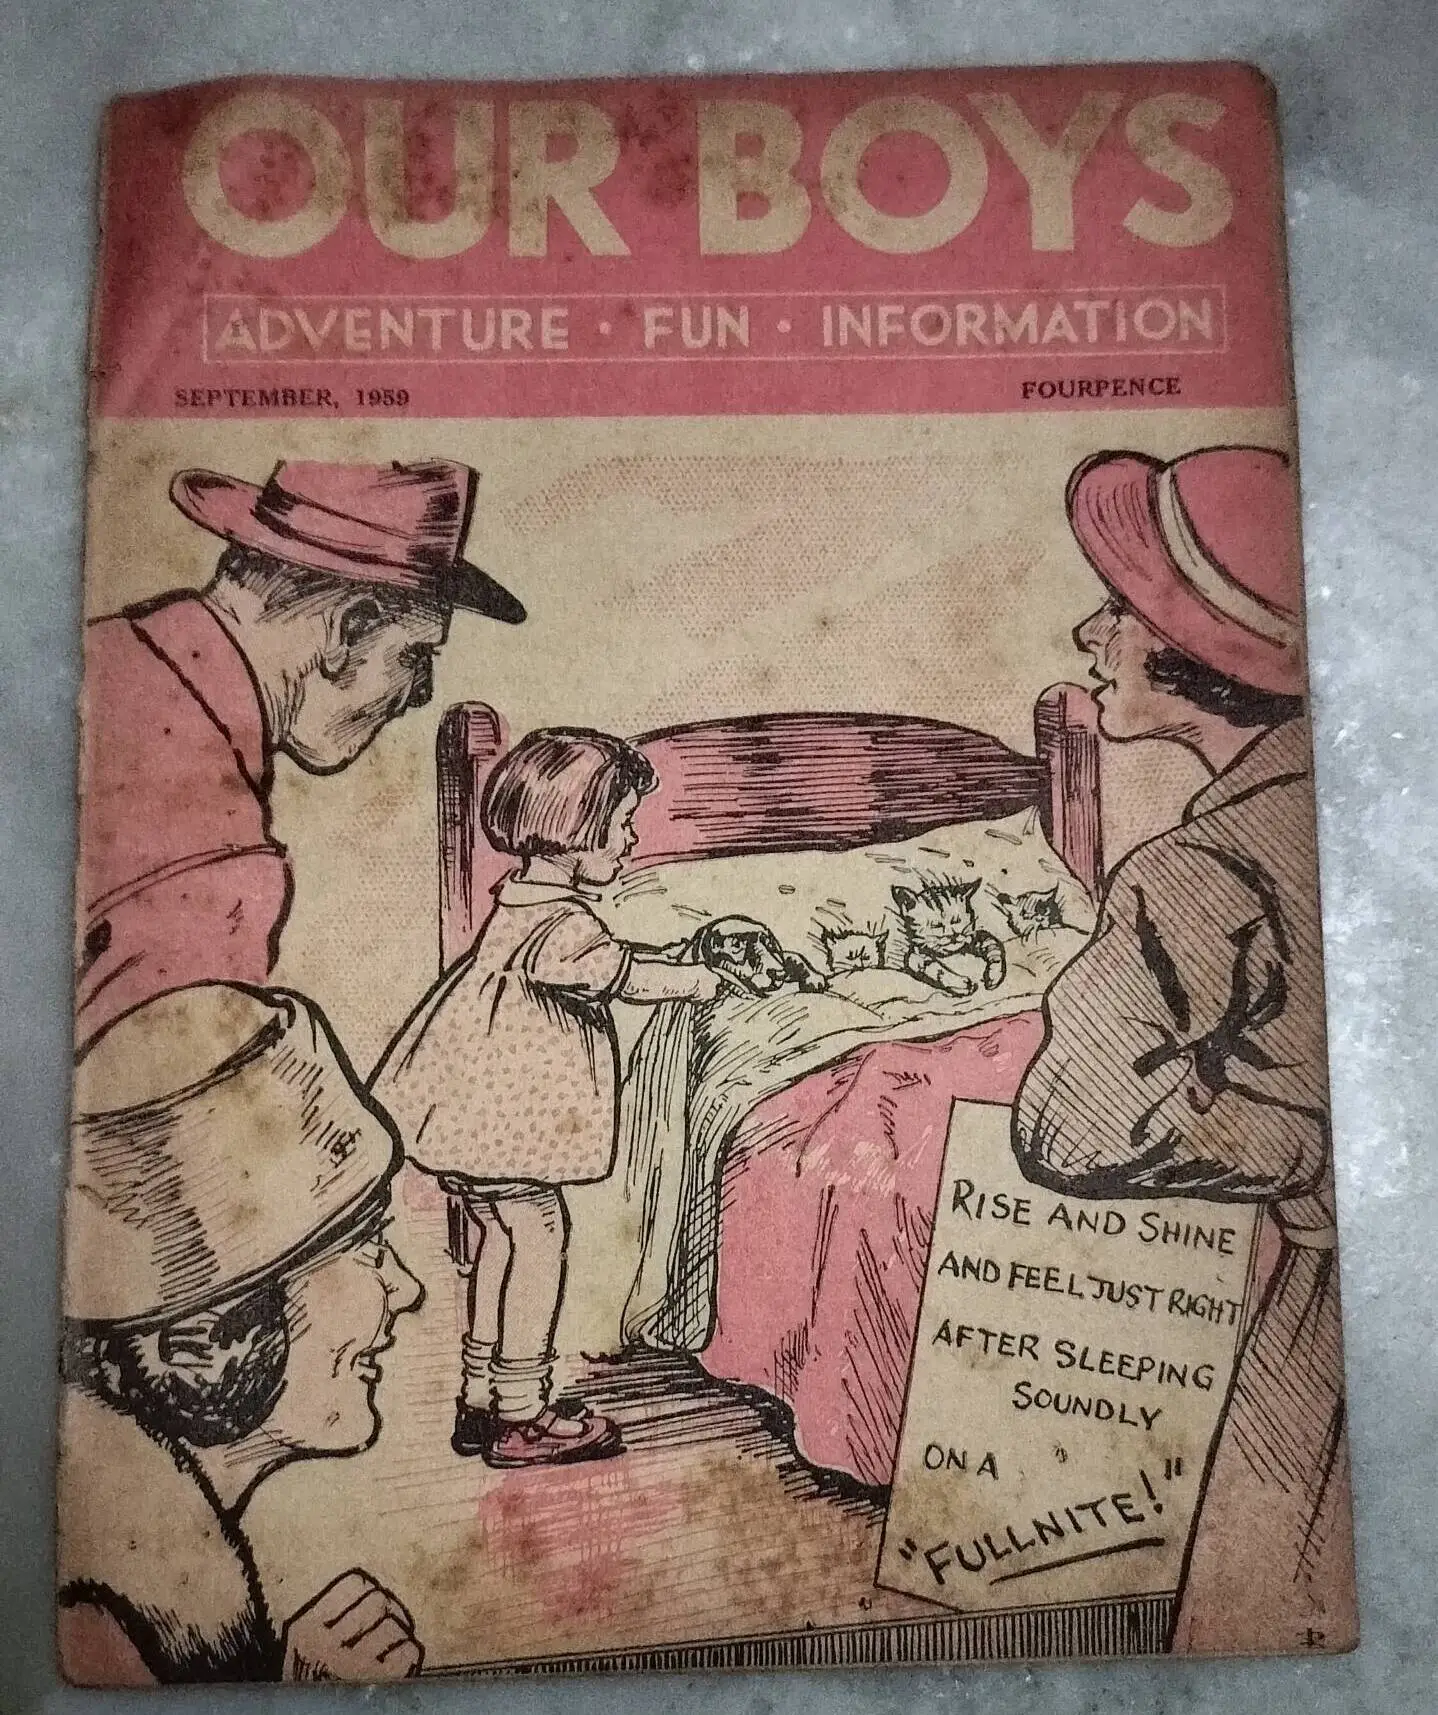 OUR BOYS
ADVENTURE · FUN · INFORMATION
SEPTEMBER, 1959 FOURPENCE
RISE AND SHINE
AND FEEL JUST RIGHT
AFTER SLEEPING
SOUNDLY
ON A
"FULLNITE!"